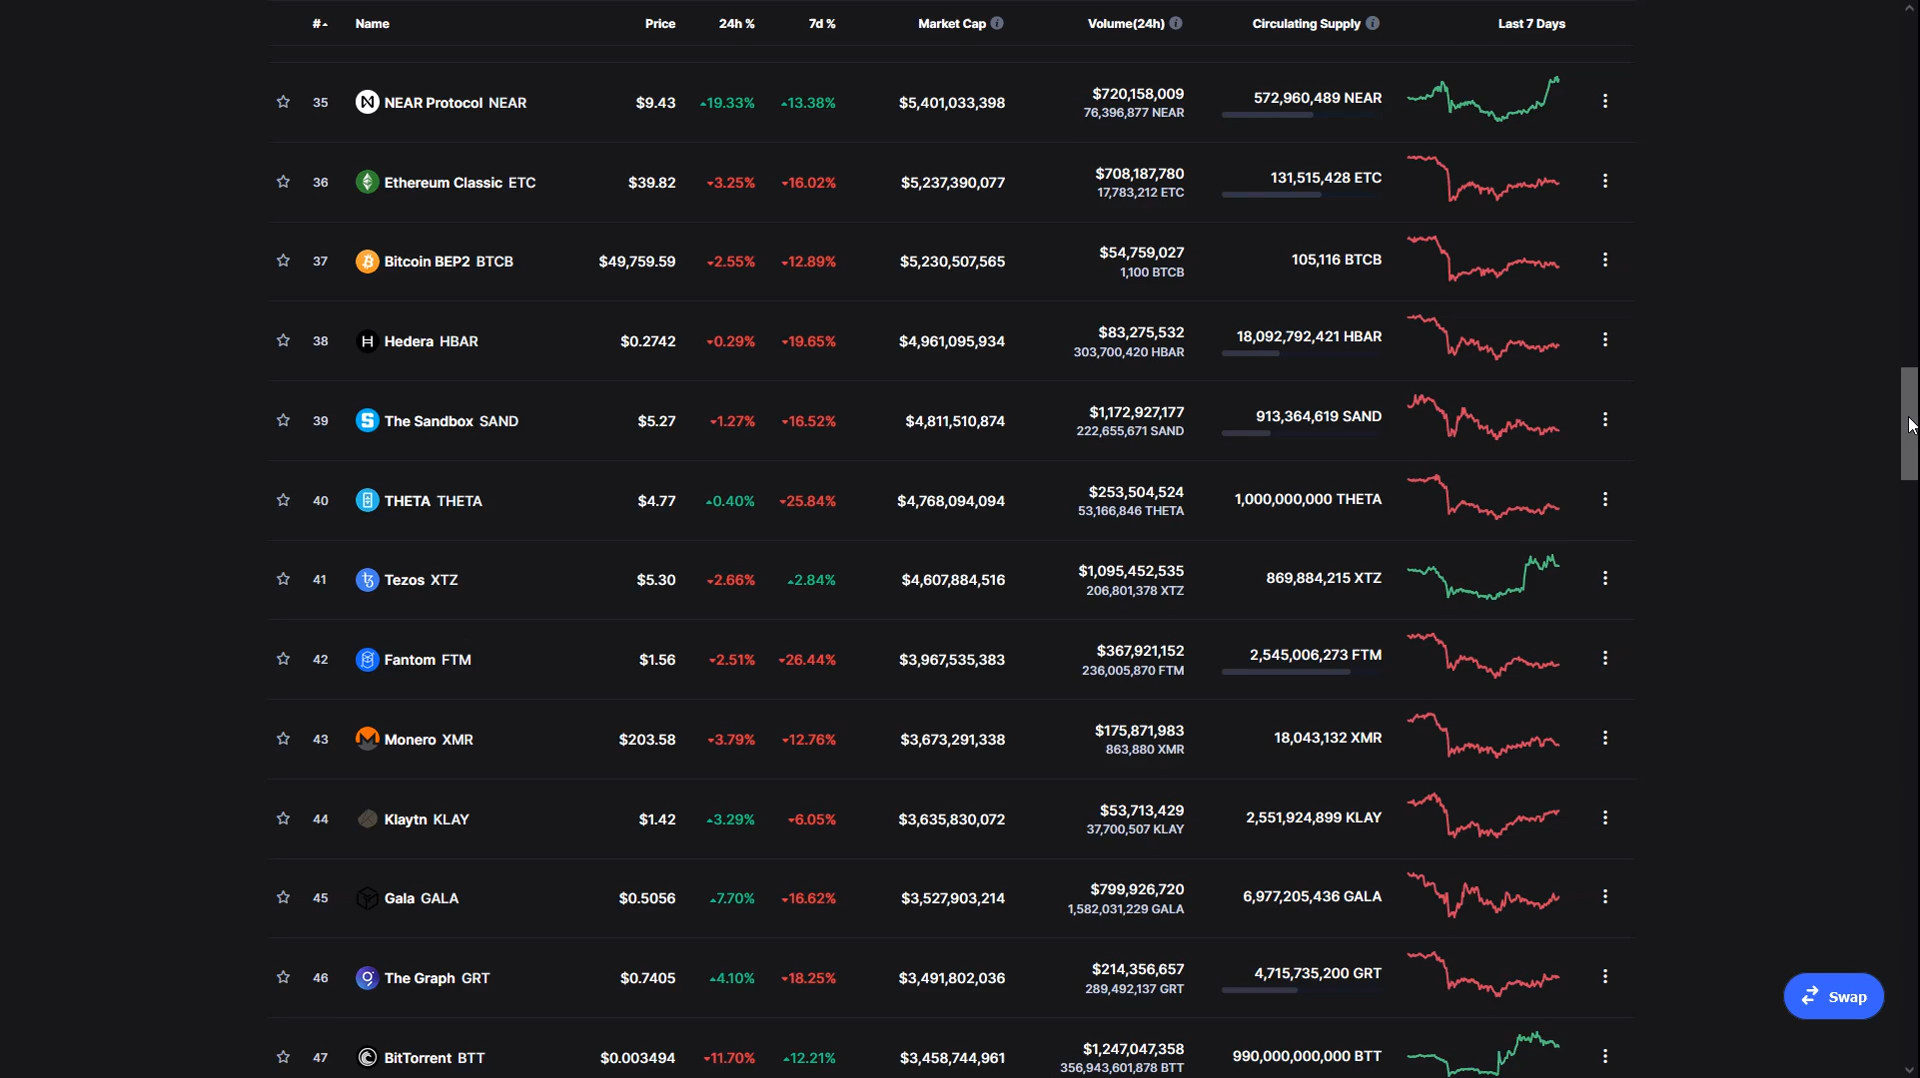 # Name Price 24h % 7d % Market Cap Volume(24h) Circulating Supply Last 7 Days
35 NEAR Protocol NEAR $9.43 19.33% 13.38% $5,401,033,398 $720,158,009 572,960,489 NEAR
76,396,877 NEAR
36 Ethereum Classic ETC $39.82 3.25% 16.02% $5,237,390,077 $708,187,780 131,515,428 ETC
17,783,212 ETC
37 Bitcoin BEP2 BTCB $49,759.59 2.55% 12.89% $5,230,507,565 $54,759,027 105,116 BTCB
1,100 BTCB
38 Hedera HBAR $0.2742 0.29% 19.65% $4,961,095,934 $83,275,532 18,092,792,421 HBAR
303,700,420 HBAR
39 The Sandbox SAND $5.27 1.27% 16.52% $4,811,510,874 $1,172,927,177 913,364,619 SAND
222,655,671 SAND
40 THETA THETA $4.77 0.40% 25.84% $4,768,094,094 $253,504,524 1,000,000,000 THETA
53,166,846 THETA
41 Tezos XTZ $5.30 2.66% 2.84% $4,607,884,516 $1,095,452,535 869,884,215 XTZ
206,801,378 XTZ
42 Fantom FTM $1.56 2.51% 26.44% $3,967,535,383 $367,921,152 2,545,006,273 FTM
236,005,870 FTM
43 Monero XMR $203.58 3.79% 12.76% $3,673,291,338 $175,871,983 18,043,132 XMR
863,880 XMR
44 Klaytn KLAY $1.42 3.29% 6.05% $3,635,830,072 $53,713,429 2,551,924,899 KLAY
37,700,507 KLAY
45 Gala GALA $0.5056 7.70% 16.62% $3,527,903,214 $799,926,720 6,977,205,436 GALA
1,582,031,229 GALA
46 The Graph GRT $0.7405 4.10% 18.25% $3,491,802,036 $214,356,657 4,715,735,200 GRT
289,492,137 GRT
Swap
47 BitTorrent BTT $0.003494 11.70% 12.21% $3,458,744,961 $1,247,047,358 990,000,000,000 BTT
356,943,601,878 BTT